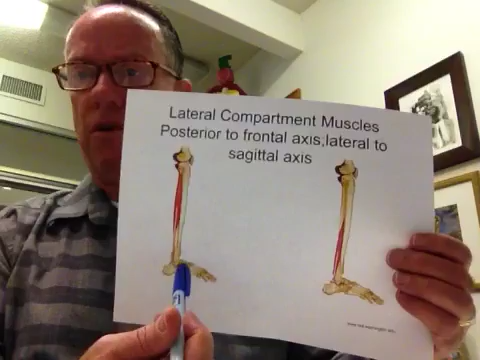 Lateral Compartment Muscles
Posterior to frontal axis,lateral to
sagittal axis